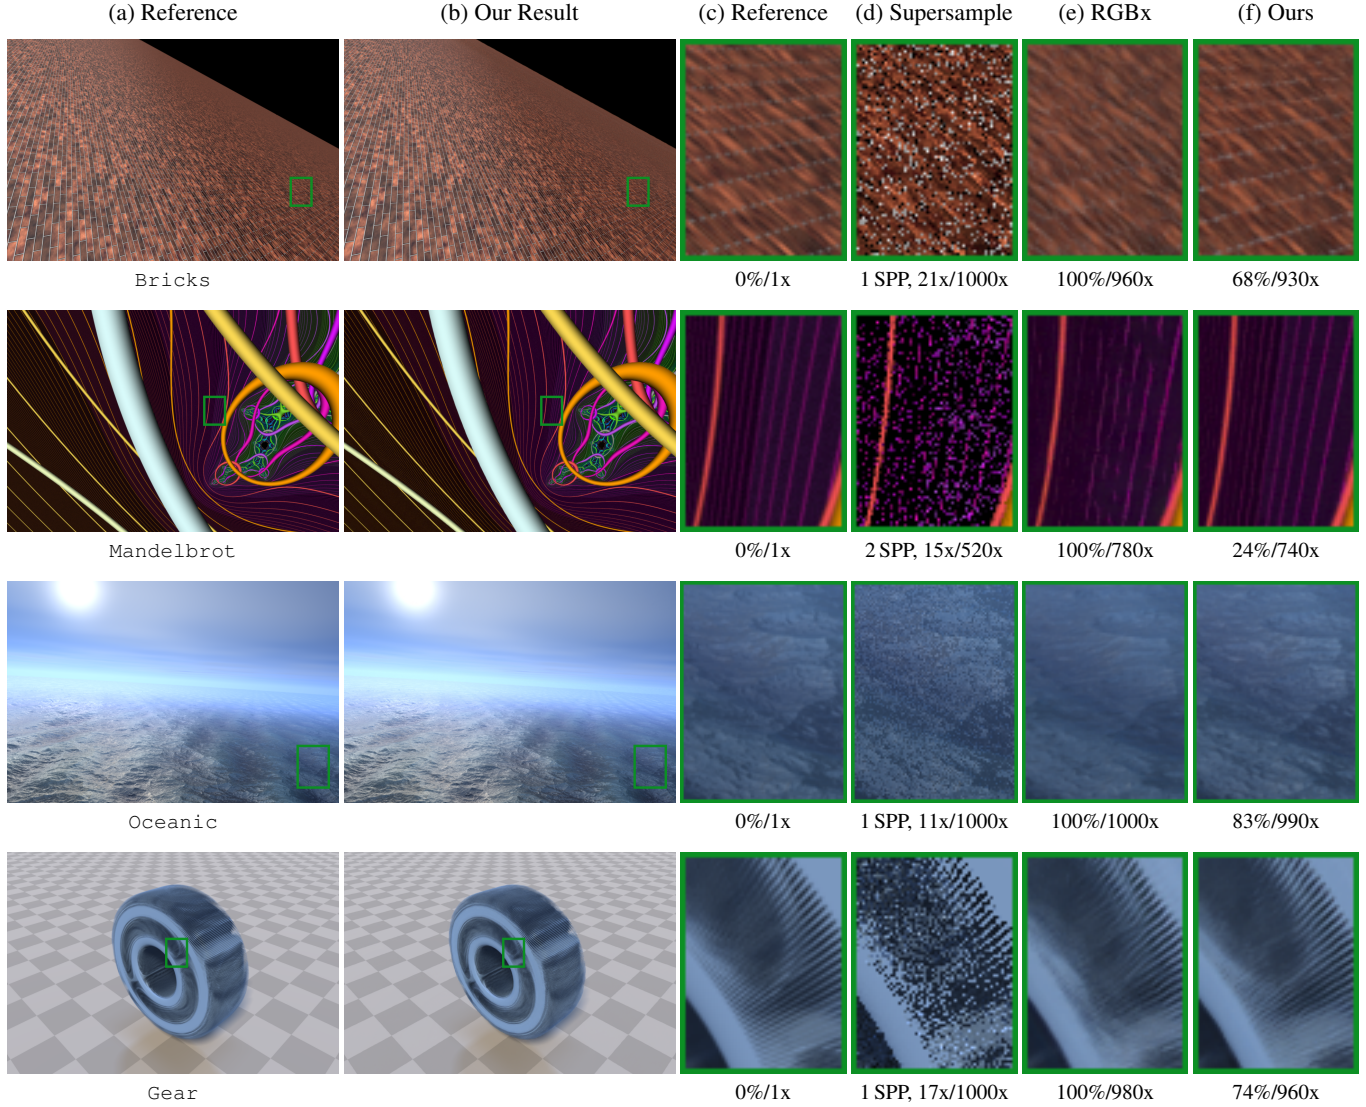 (a) Reference (b) Our Result (c) Reference (d) Supersample (e) RGBx (f) Ours
Bricks 0%/1x 1 SPP, 21x/1000x 100%/960x 68%/930x
Mandelbrot 0%/1x 2 SPP, 15x/520x 100%/780x 24%/740x
Oceanic 0%/1x 1 SPP, 11x/1000x 100%/1000x 83%/990x
Gear 0%/1x 1 SPP, 17x/1000x 100%/980x 74%/960x